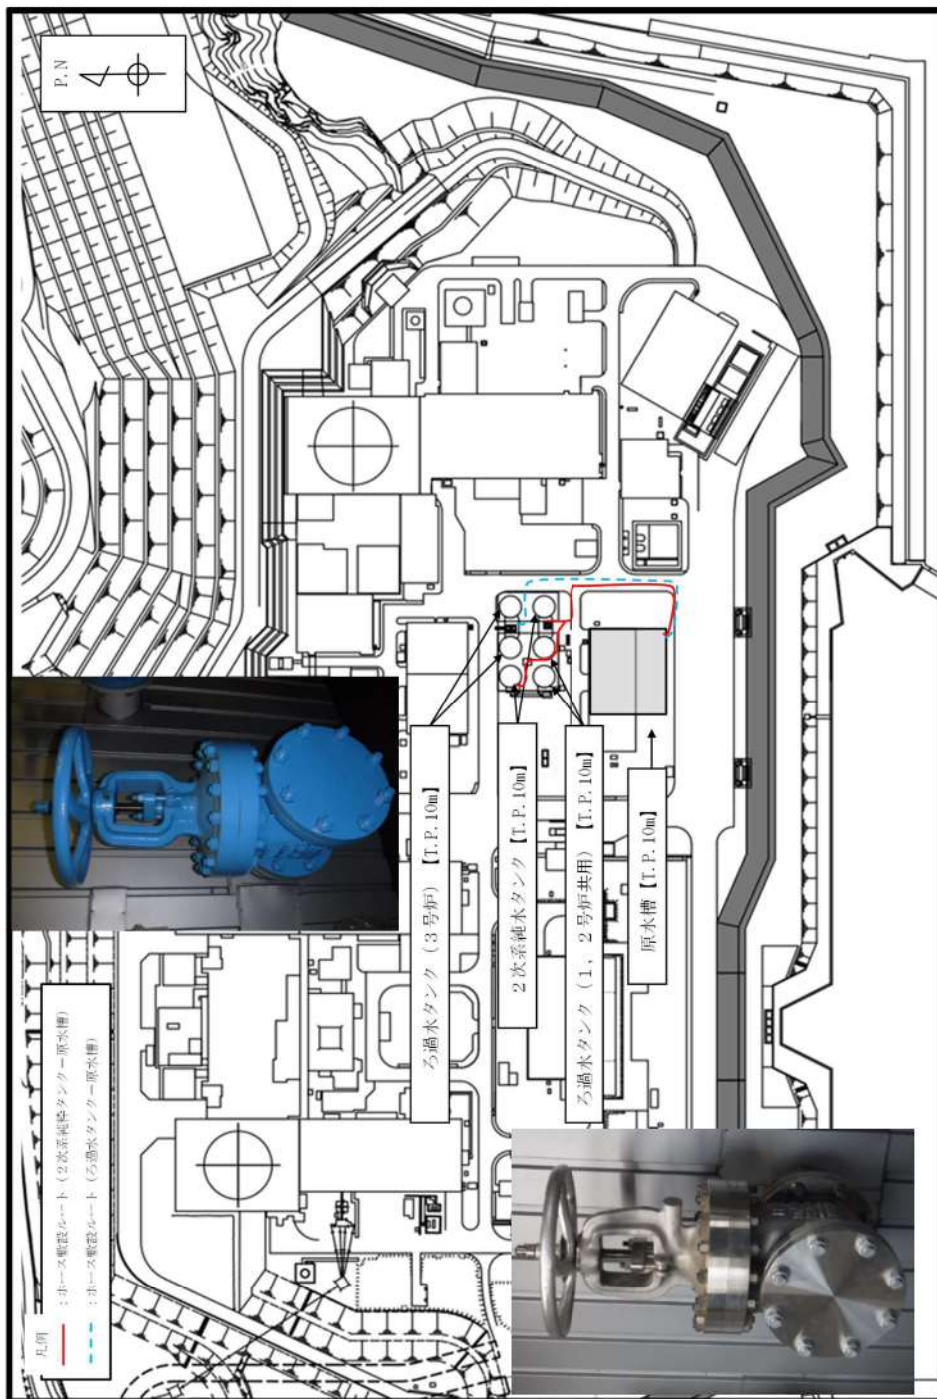 P.N
凡例
：ホース敷設ルート（２次系純粋タンク－原水槽）
：ホース敷設ルート（ろ過水タンク－原水槽）
ろ過水タンク（３号炉）【T.P.10m】
２次系純水タンク【T.P.10m】
ろ過水タンク（１，２号炉共用）【T.P.10m】
原水槽【T.P.10m】